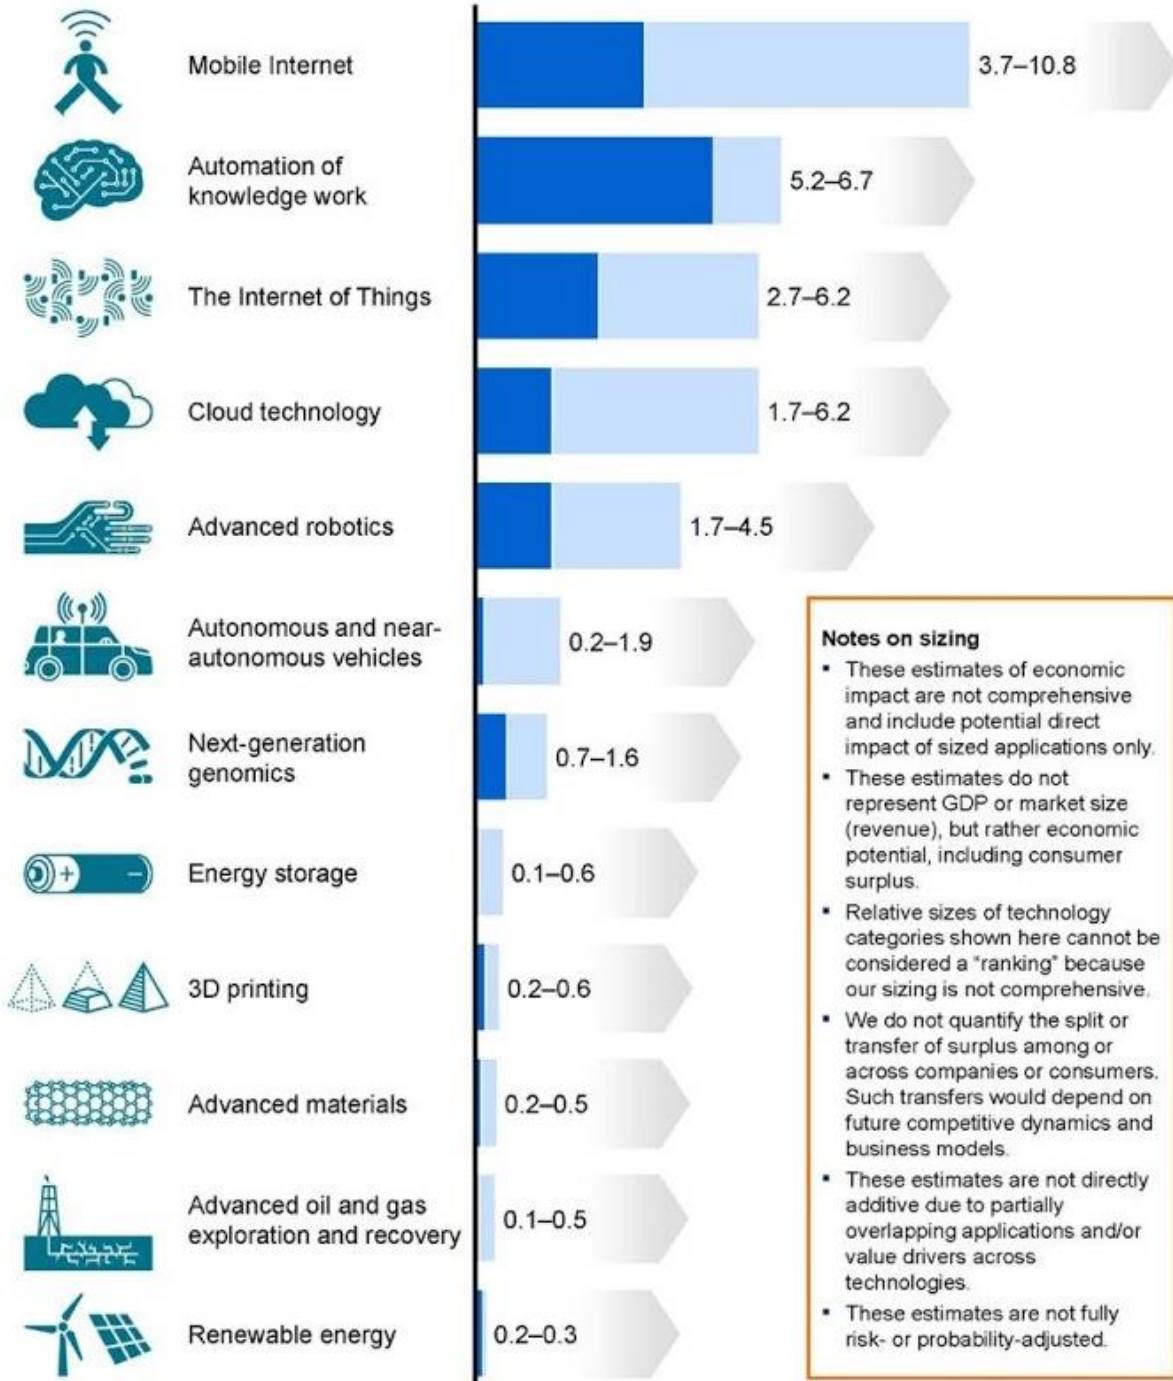 Mobile Internet
3.7–10.8
Automation of
knowledge work
5.2–6.7
The Internet of Things
2.7–6.2
Cloud technology
1.7–6.2
Advanced robotics
1.7–4.5
Autonomous and near-
autonomous vehicles
0.2–1.9
Next-generation
genomics
0.7–1.6
Energy storage
0.1–0.6
3D printing
0.2–0.6
Advanced materials
0.2–0.5
Advanced oil and gas
exploration and recovery
0.1–0.5
Renewable energy
0.2–0.3
Notes on sizing
▪ These estimates of economic
impact are not comprehensive
and include potential direct
impact of sized applications only.
▪ These estimates do not
represent GDP or market size
(revenue), but rather economic
potential, including consumer
surplus.
▪ Relative sizes of technology
categories shown here cannot be
considered a “ranking” because
our sizing is not comprehensive.
▪ We do not quantify the split or
transfer of surplus among or
across companies or consumers.
Such transfers would depend on
future competitive dynamics and
business models.
▪ These estimates are not directly
additive due to partially
overlapping applications and/or
value drivers across
technologies.
▪ These estimates are not fully
risk- or probability-adjusted.